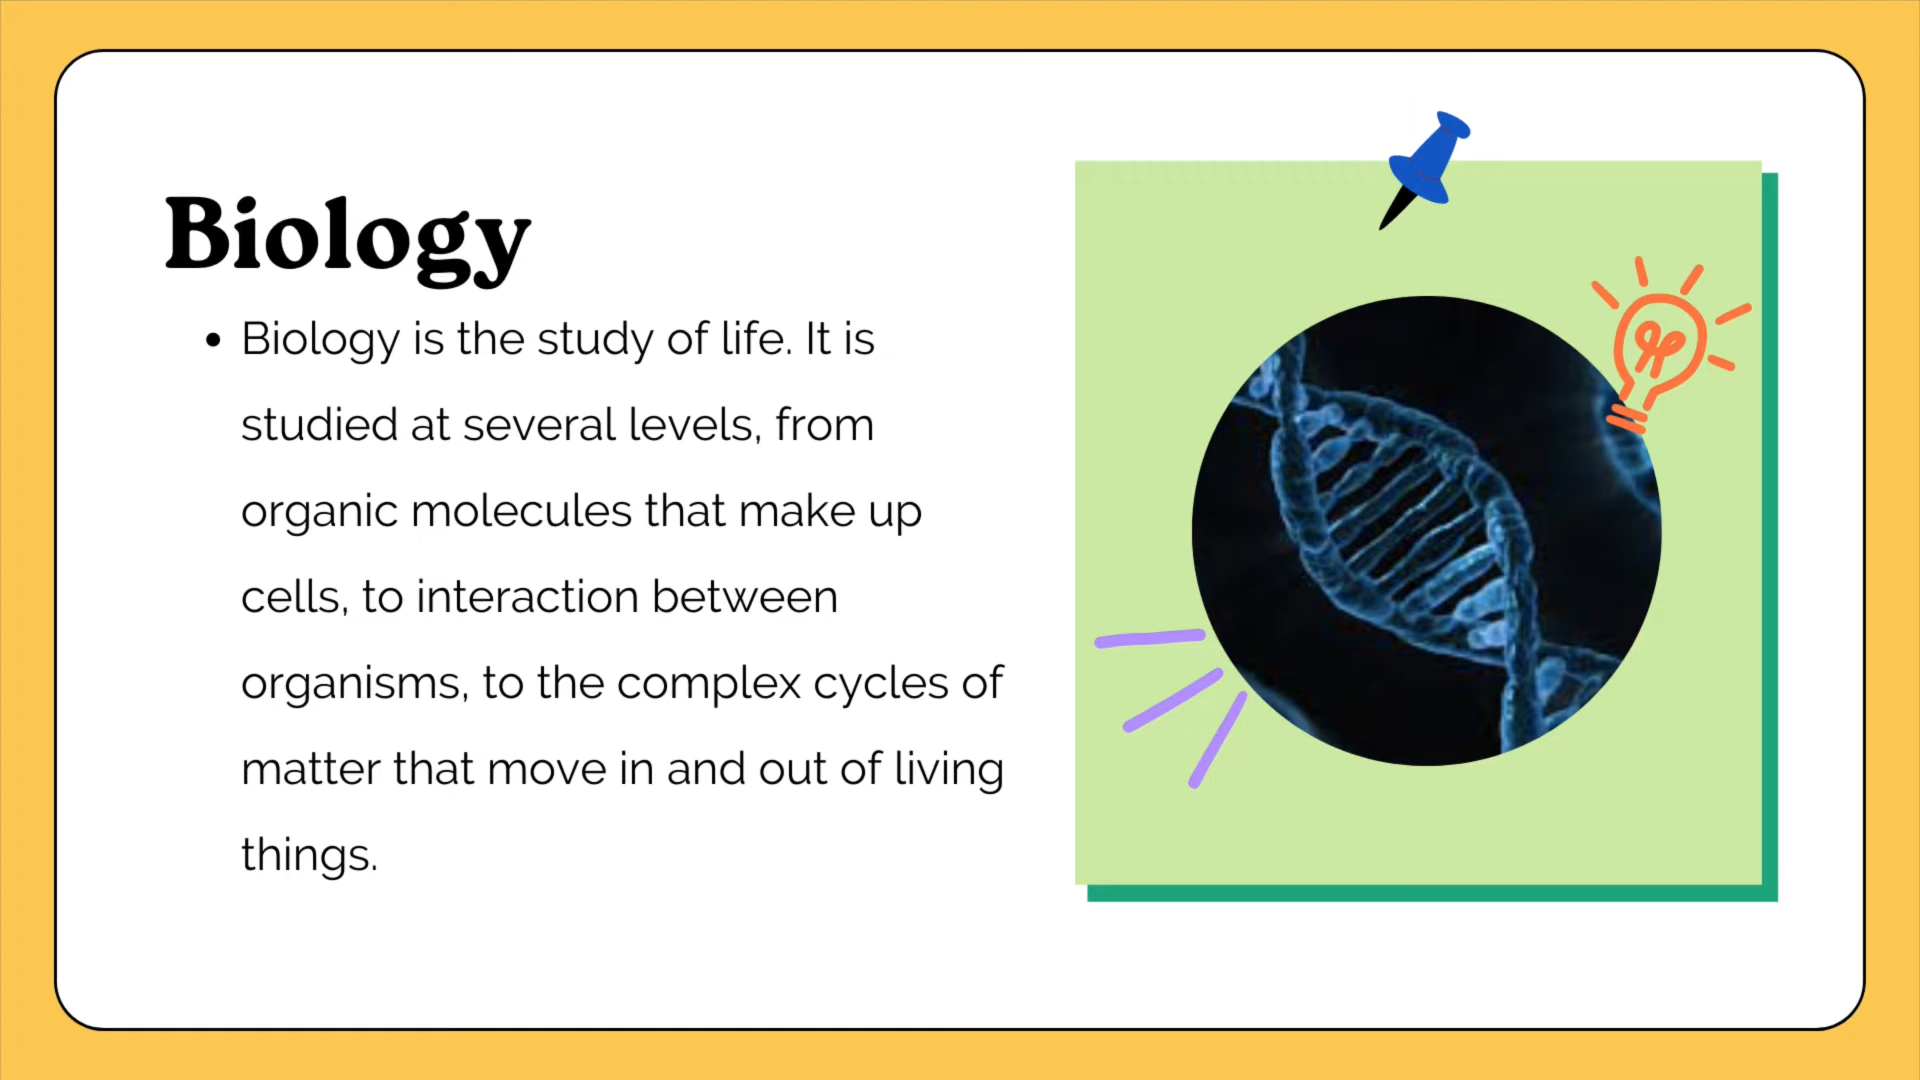 Biology
• Biology is the study of life. It is
studied at several levels, from
organic molecules that make up
cells, to interaction between
organisms, to the complex cycles of
matter that move in and out of living
things.